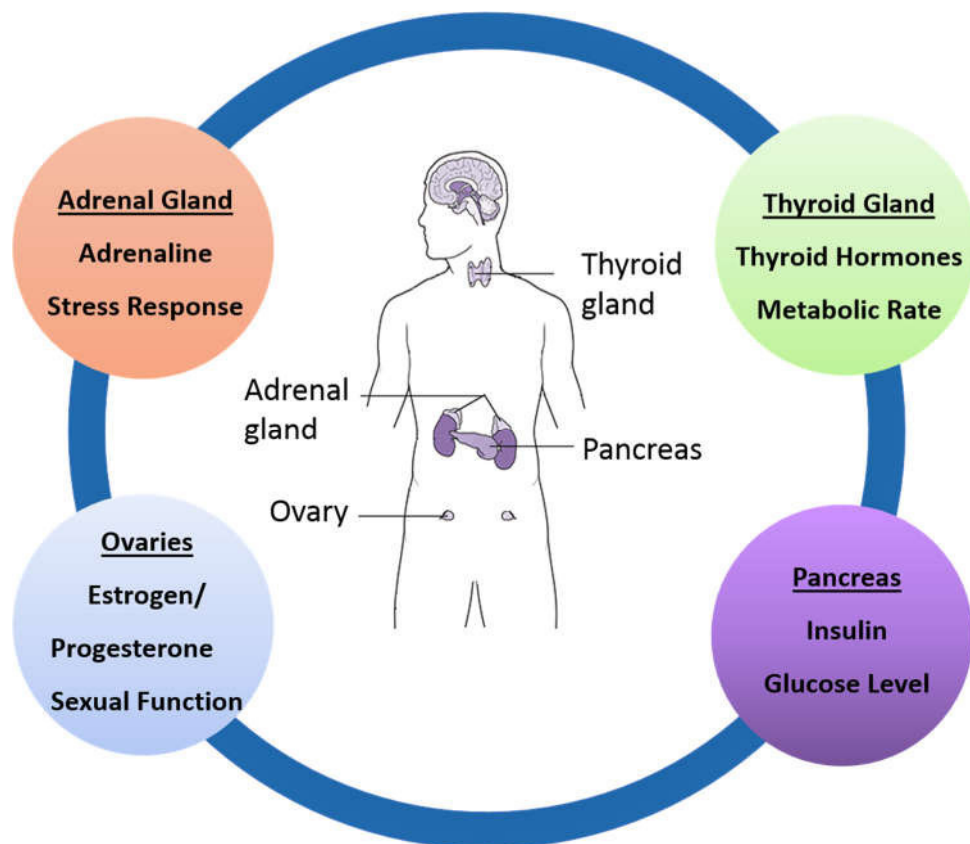 Adrenal Gland
Adrenaline
Stress Response
Thyroid Gland
Thyroid Hormones
Metabolic Rate
Thyroid
gland
Adrenal
gland
Pancreas
Ovary
Ovaries
Estrogen/
Progesterone
Sexual Function
Pancreas
Insulin
Glucose Level